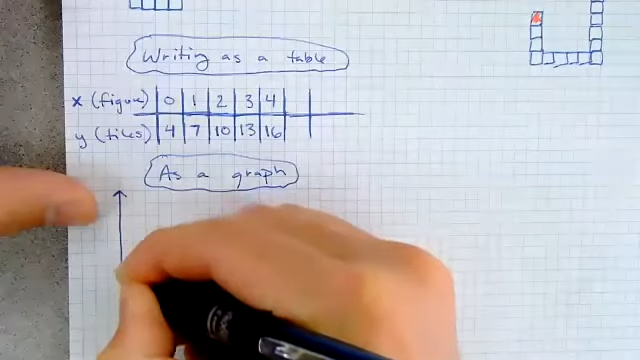 Writing as a table
x (figure) 0 1 2 3 4
y (tiles) 4 7 10 13 16
As a graph